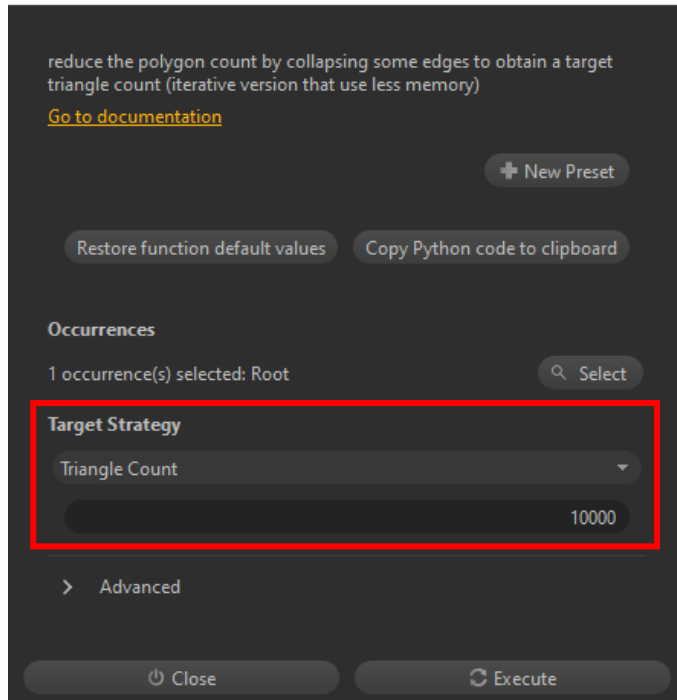 reduce the polygon count by collapsing some edges to obtain a target
triangle count (iterative version that use less memory)
Go to documentation
New Preset
Restore function default values
Copy Python code to clipboard
Occurrences
1 occurrence(s) selected: Root
Select
Target Strategy
Triangle Count
10000
Advanced
Close
Execute